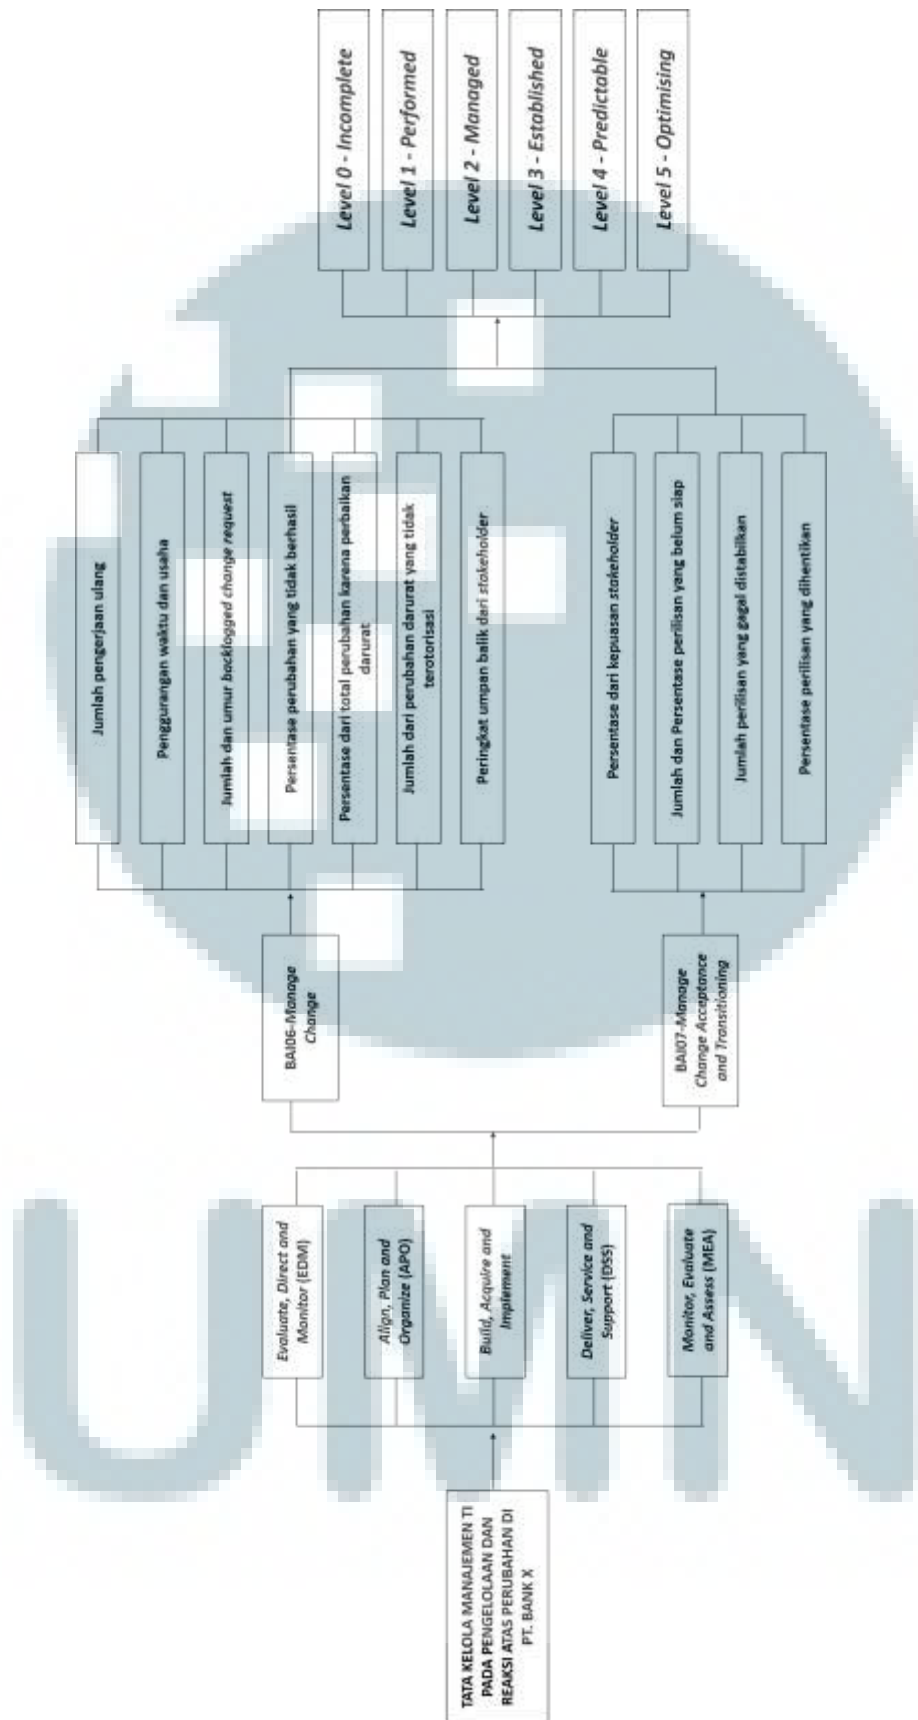 TATA KELOLA MANAJEMEN TI
PADA PENGELOLAAN DAN
REAKSI ATAS PERUBAHAN DI
PT. BANK X
Evaluate, Direct and
Monitor (EDM)
Align, Plan and
Organize (APO)
Build, Acquire and
Implement
Deliver, Service and
Support (DSS)
Monitor, Evaluate
and Assess (MEA)
BAI06-Manage
Change
BAI07-Manage
Change Acceptance
and Transitioning
Jumlah pengerjaan ulang
Penggurangan waktu dan usaha
Jumlah dan umur backlogged change request
Persentase perubahan yang tidak berhasil
Persentase dari total perubahan karena perbaikan
darurat
Jumlah dari perubahan darurat yang tidak
terotorisasi
Peringkat umpan balik dari stakeholder
Persentase dari kepuasan stakeholder
Jumlah dan Persentase perilisan yang belum siap
Jumlah perilisan yang gagal distabilkan
Persentase perilisan yang dihentikan
Level 0 - Incomplete
Level 1 - Performed
Level 2 - Managed
Level 3 - Established
Level 4 - Predictable
Level 5 - Optimising
UMN